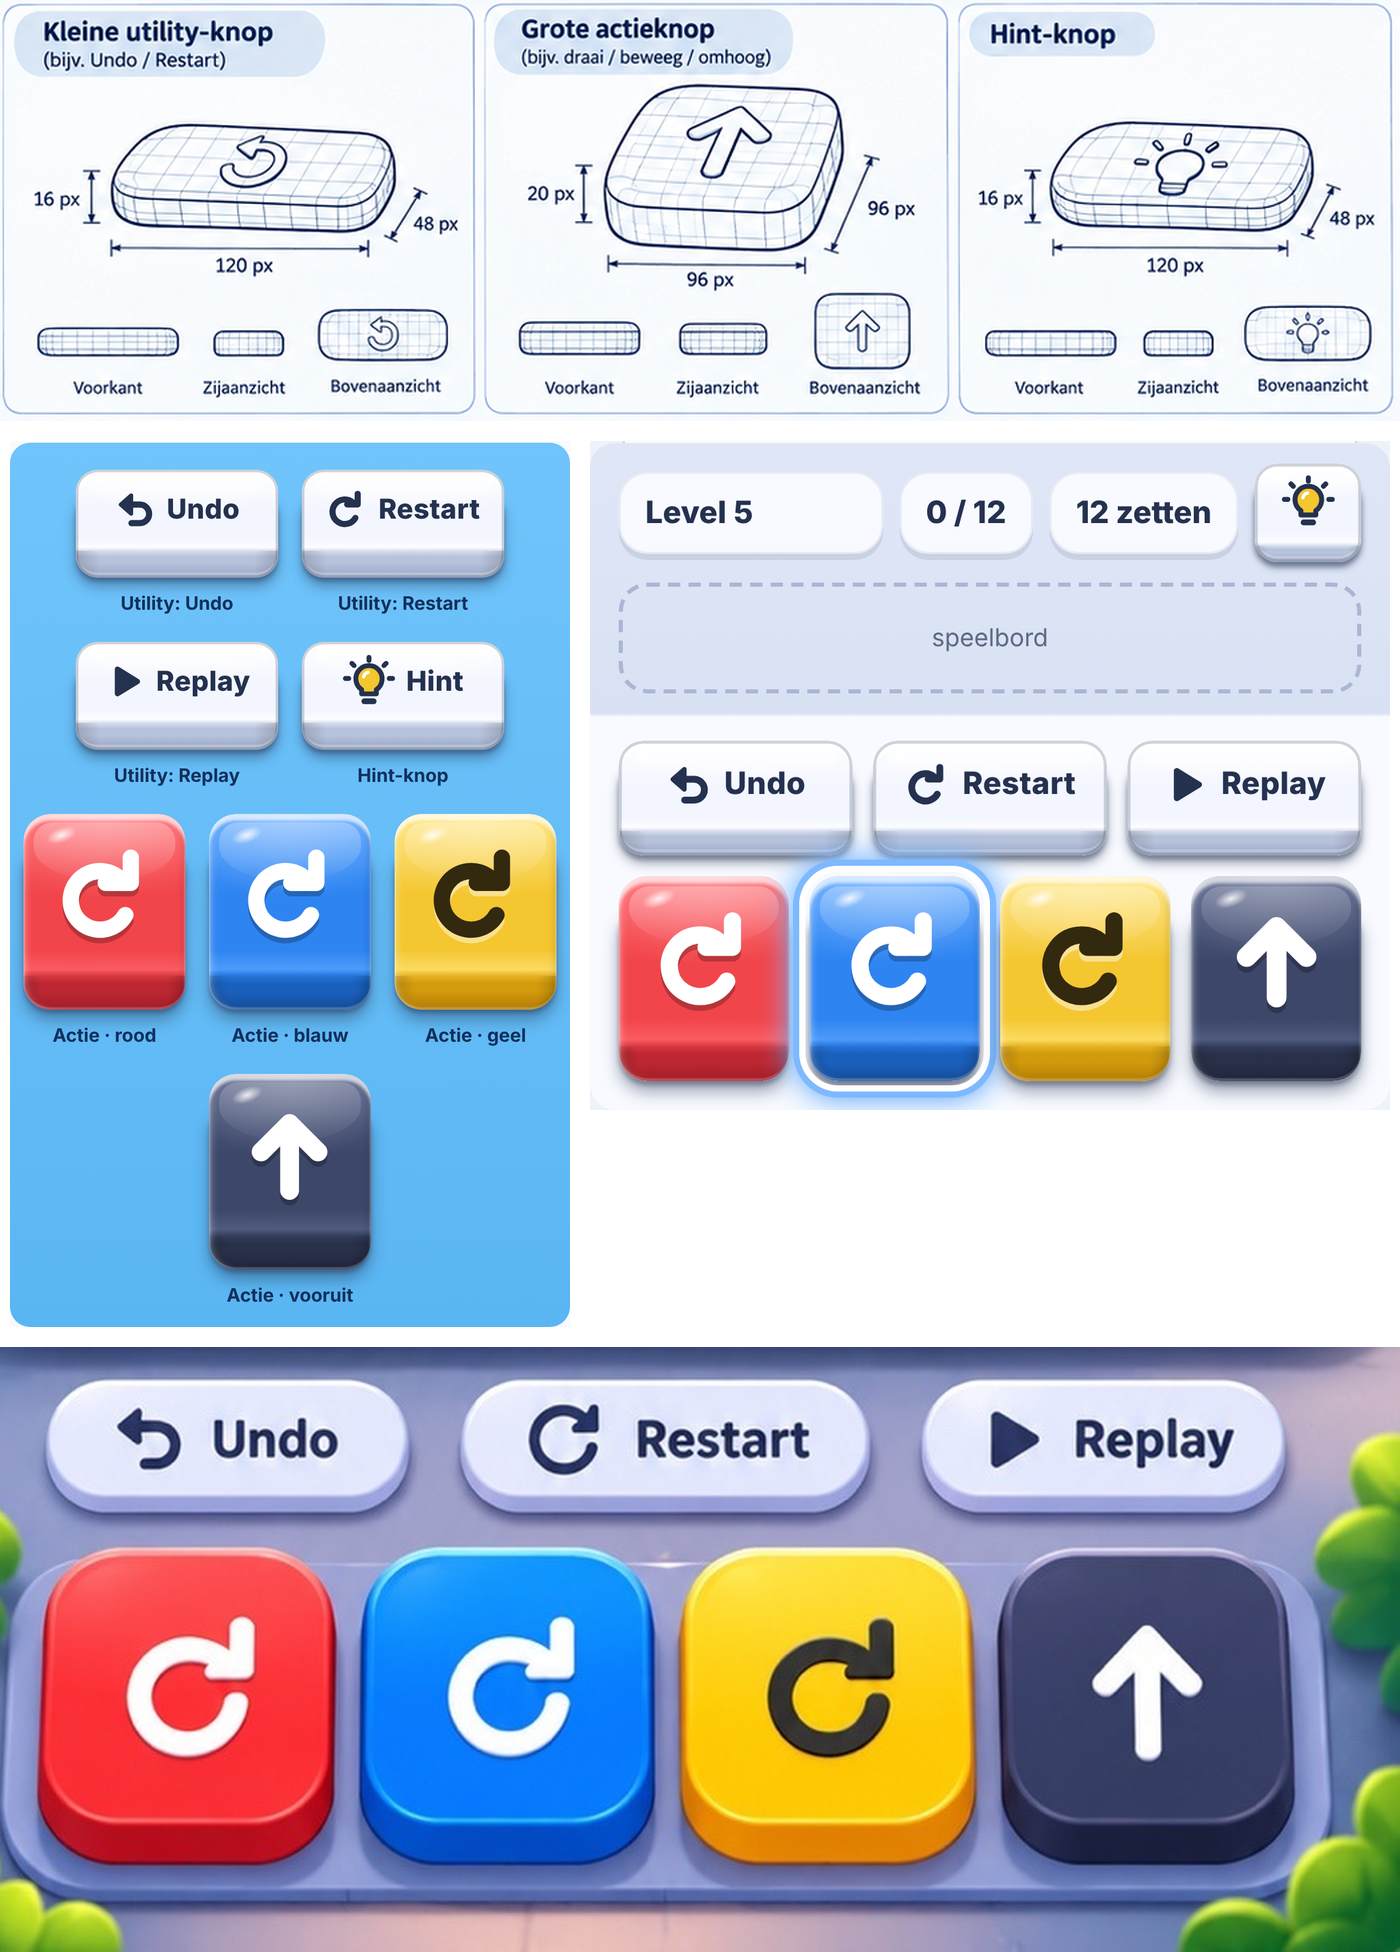 Kleine utility-knop
(bijv. Undo / Restart)
16 px
48 px
120 px
Voorkant
Zijaanzicht
Bovenaanzicht
Grote actieknop
(bijv. draai / beweeg / omhoog)
20 px
96 px
96 px
Voorkant
Zijaanzicht
Bovenaanzicht
Hint-knop
16 px
48 px
120 px
Voorkant
Zijaanzicht
Bovenaanzicht
Undo
Restart
Utility: Undo
Utility: Restart
Replay
Hint
Utility: Replay
Hint-knop
Actie · rood
Actie · blauw
Actie · geel
Actie · vooruit
Level 5
0 / 12
12 zetten
speelbord
Undo
Restart
Replay
Undo
Restart
Replay